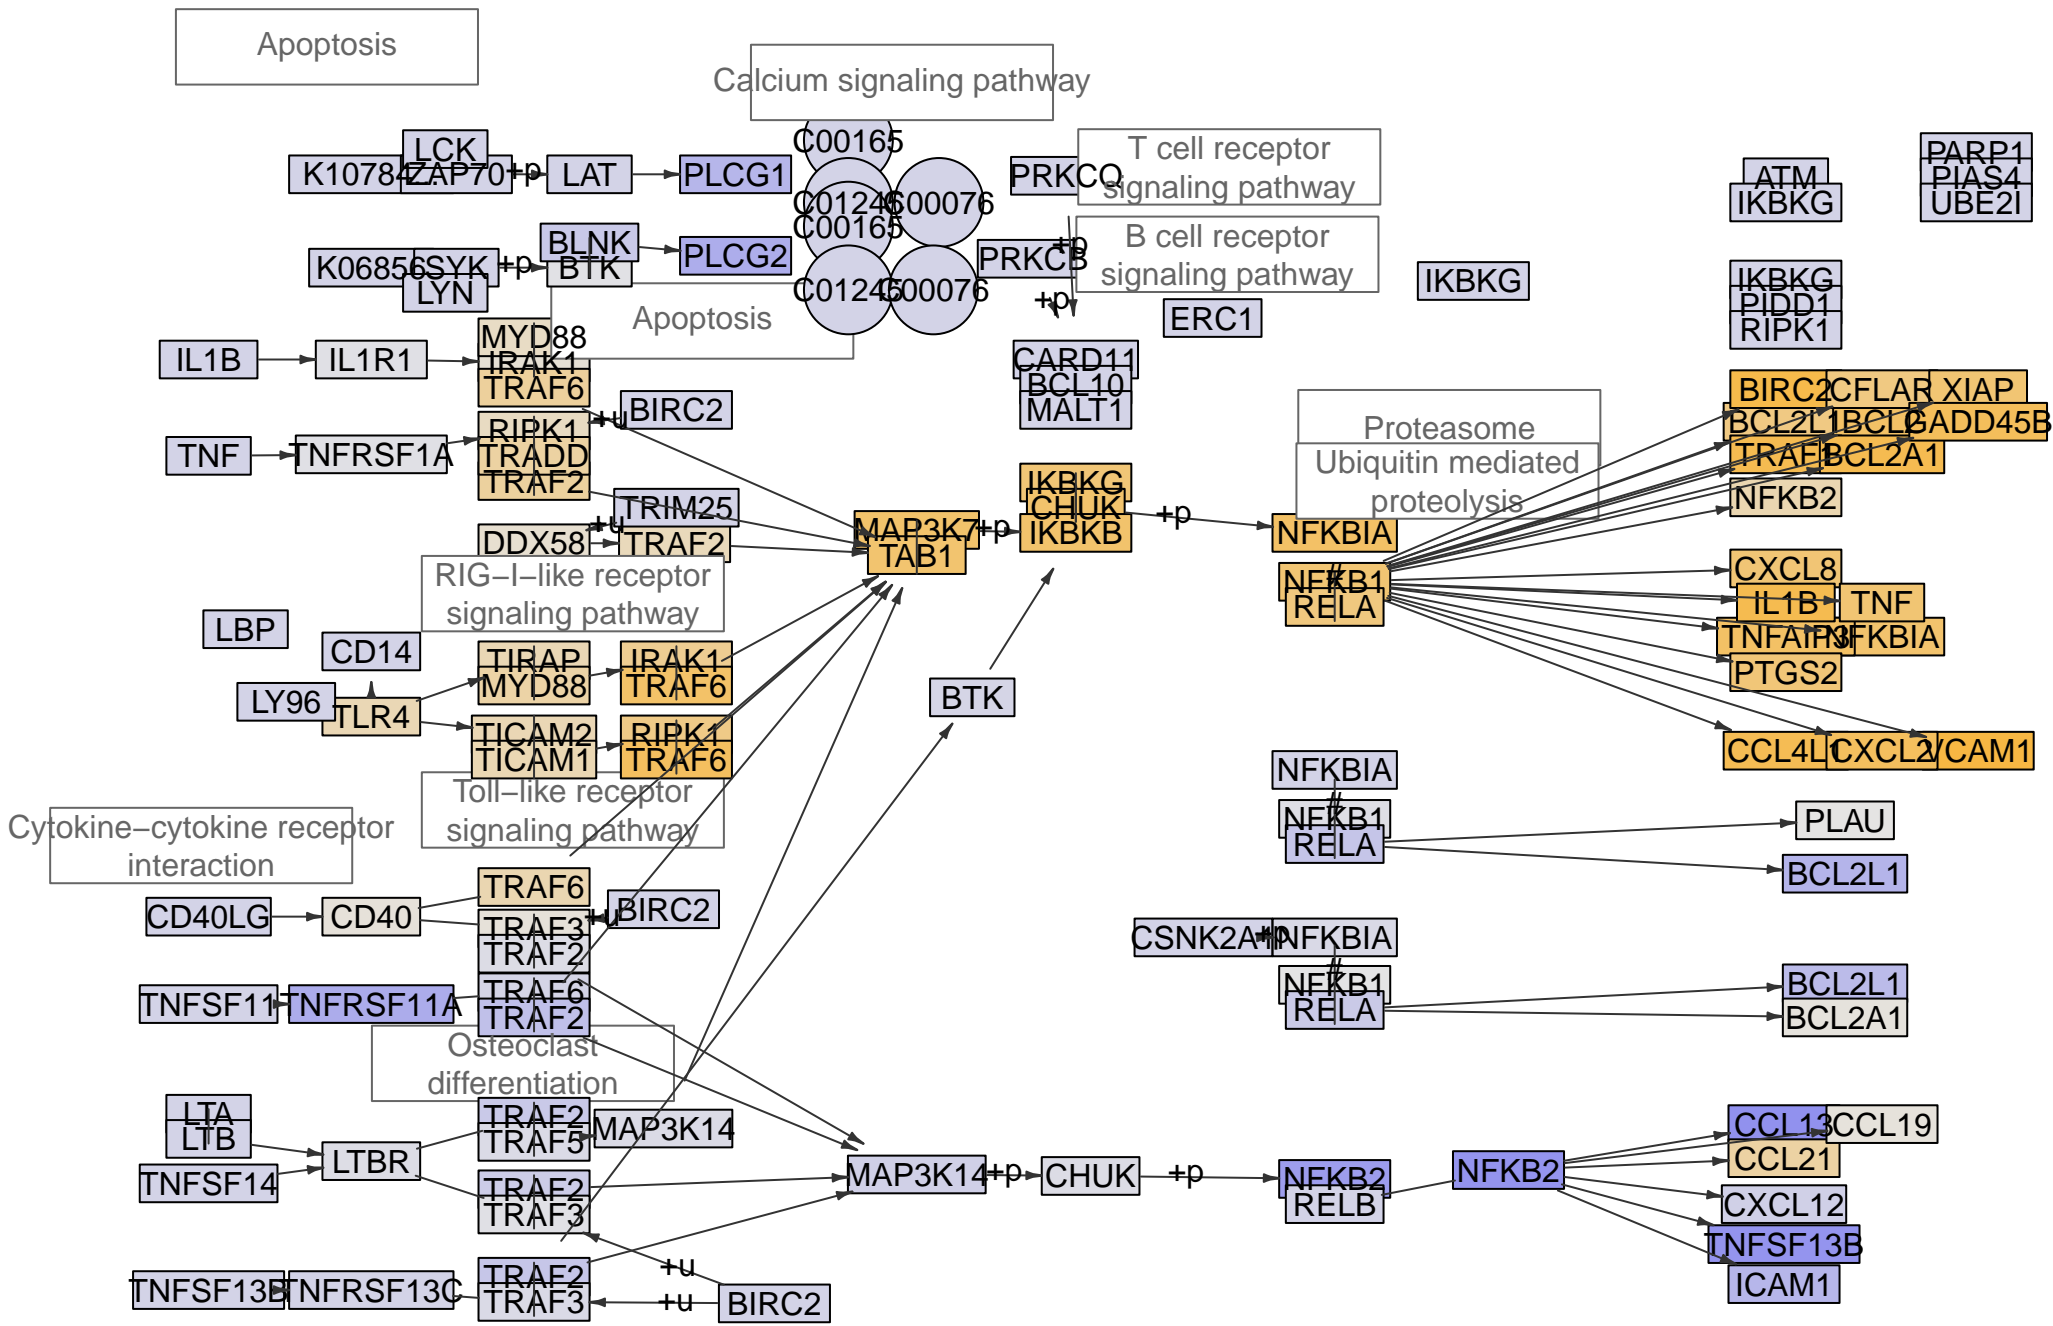 Apoptosis
Calcium signaling pathway
C00165
LCK
K10784
ZAP70
+p
LAT
PLCG1
PRKCQ
T cell receptor
signaling pathway
ATM
IKBKG
PARP1
PIAS4
UBE2I
C01245
C00076
C00165
BLNK
BTK
PLCG2
K06856
SYK
+p
LYN
PRKCB
+p
+p
B cell receptor
signaling pathway
C01245
C00076
IKBKG
IKBKG
PIDD1
RIPK1
ERC1
Apoptosis
MYD88
IRAK1
TRAF6
IL1B
IL1R1
CARD11
BCL10
MALT1
BIRC2
+u
RIPK1
TRADD
TRAF2
TNF
TNFRSF1A
Proteasome
Ubiquitin mediated
proteolysis
BIRC2
CFLAR
XIAP
BCL2L1
BCL2
GADD45B
TRAF1
BCL2A1
NFKB2
IKBKG
CHUK
IKBKB
+p
TRIM25
+u
DDX58
TRAF2
MAP3K7
TAB1
+p
NFKBIA
NFKB1
RELA
CXCL8
IL1B
TNF
TNFAIP3
NFKBIA
PTGS2
RIG−I−like receptor
signaling pathway
LBP
CD14
LY96
TLR4
TIRAP
MYD88
IRAK1
TRAF6
BTK
TICAM2
TICAM1
RIPK1
TRAF6
CCL4L1
CXCL2
VCAM1
Toll−like receptor
signaling pathway
NFKBIA
NFKB1
RELA
PLAU
BCL2L1
Cytokine−cytokine receptor
interaction
TRAF6
CD40LG
CD40
TRAF3
TRAF2
+u
BIRC2
CSNK2A1
+p
NFKBIA
NFKB1
RELA
BCL2L1
BCL2A1
TNFSF11
TNFRSF11A
TRAF6
TRAF2
Osteoclast
differentiation
LTA
LTB
TNFSF14
LTBR
TRAF2
TRAF5
MAP3K14
TRAF2
TRAF3
MAP3K14
+p
CHUK
+p
NFKB2
RELB
NFKB2
CCL13
CCL19
CCL21
CXCL12
TNFSF13B
ICAM1
TNFSF13B
TNFRSF13C
TRAF2
TRAF3
+u
+u
BIRC2